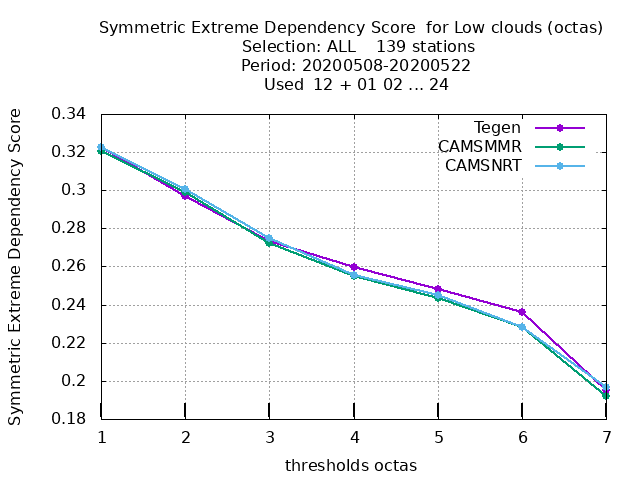 Symmetric Extreme Dependency Score  for Low clouds (octas)
Selection: ALL    139 stations
Period: 20200508-20200522
Used  12 + 01 02 ... 24
Symmetric Extreme Dependency Score
0.34
0.32
0.3
0.28
0.26
0.24
0.22
0.2
0.18
Tegen
CAMSMMR
CAMSNRT
1 2 3 4 5 6 7
thresholds octas